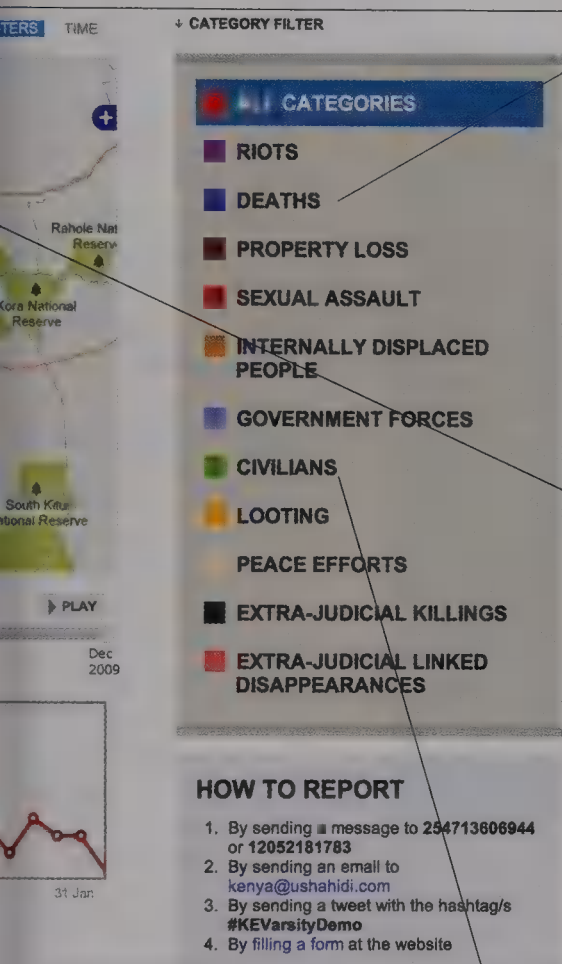 TERS TIME
↓ CATEGORY FILTER
ALL CATEGORIES
RIOTS
DEATHS
PROPERTY LOSS
SEXUAL ASSAULT
INTERNALLY DISPLACED
PEOPLE
GOVERNMENT FORCES
CIVILIANS
LOOTING
PEACE EFFORTS
EXTRA-JUDICIAL KILLINGS
EXTRA-JUDICIAL LINKED
DISAPPEARANCES
Rahole Nat
Reserv
Kora National
Reserve
South Kitui
ational Reserve
PLAY
Dec
2009
31 Jan
HOW TO REPORT
1. By sending a message to 254713606944
or 12052181783
2. By sending an email to
kenya@ushahidi.com
3. By sending a tweet with the hashtag/s
#KEVarsityDemo
4. By filling a form at the website